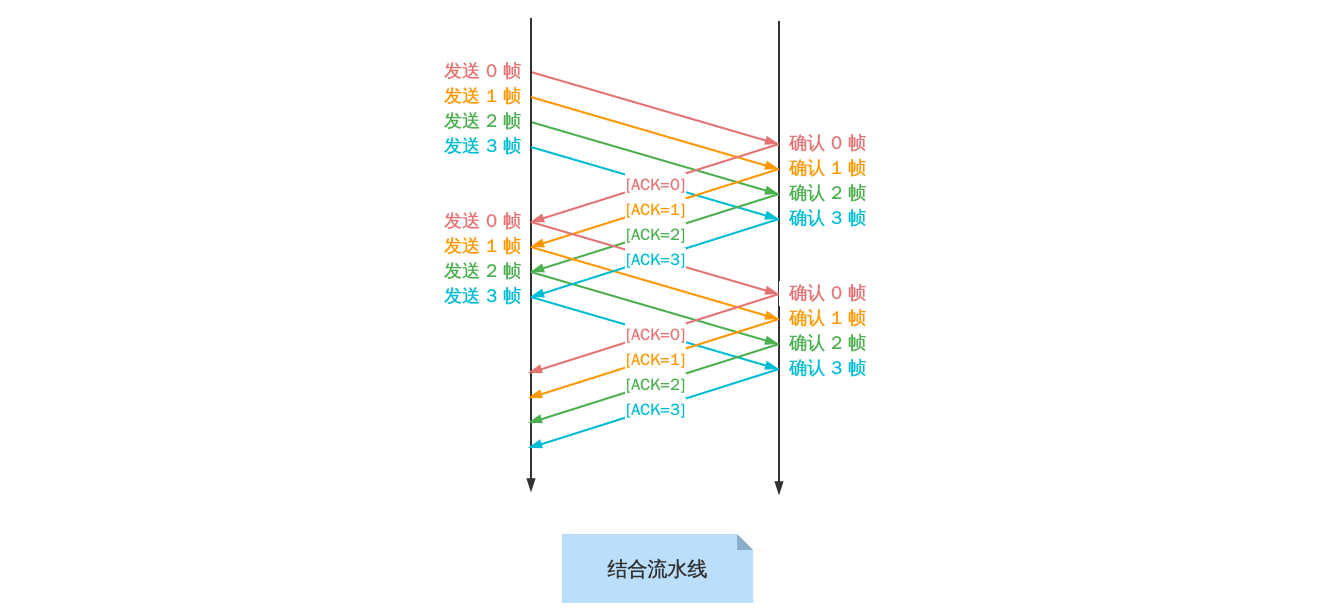 发送 0 帧
发送 1 帧
发送 2 帧
发送 3 帧
确认 0 帧
确认 1 帧
确认 2 帧
确认 3 帧
[ACK=0]
[ACK=1]
[ACK=2]
[ACK=3]
发送 0 帧
发送 1 帧
发送 2 帧
发送 3 帧
确认 0 帧
确认 1 帧
确认 2 帧
确认 3 帧
[ACK=0]
[ACK=1]
[ACK=2]
[ACK=3]
结合流水线